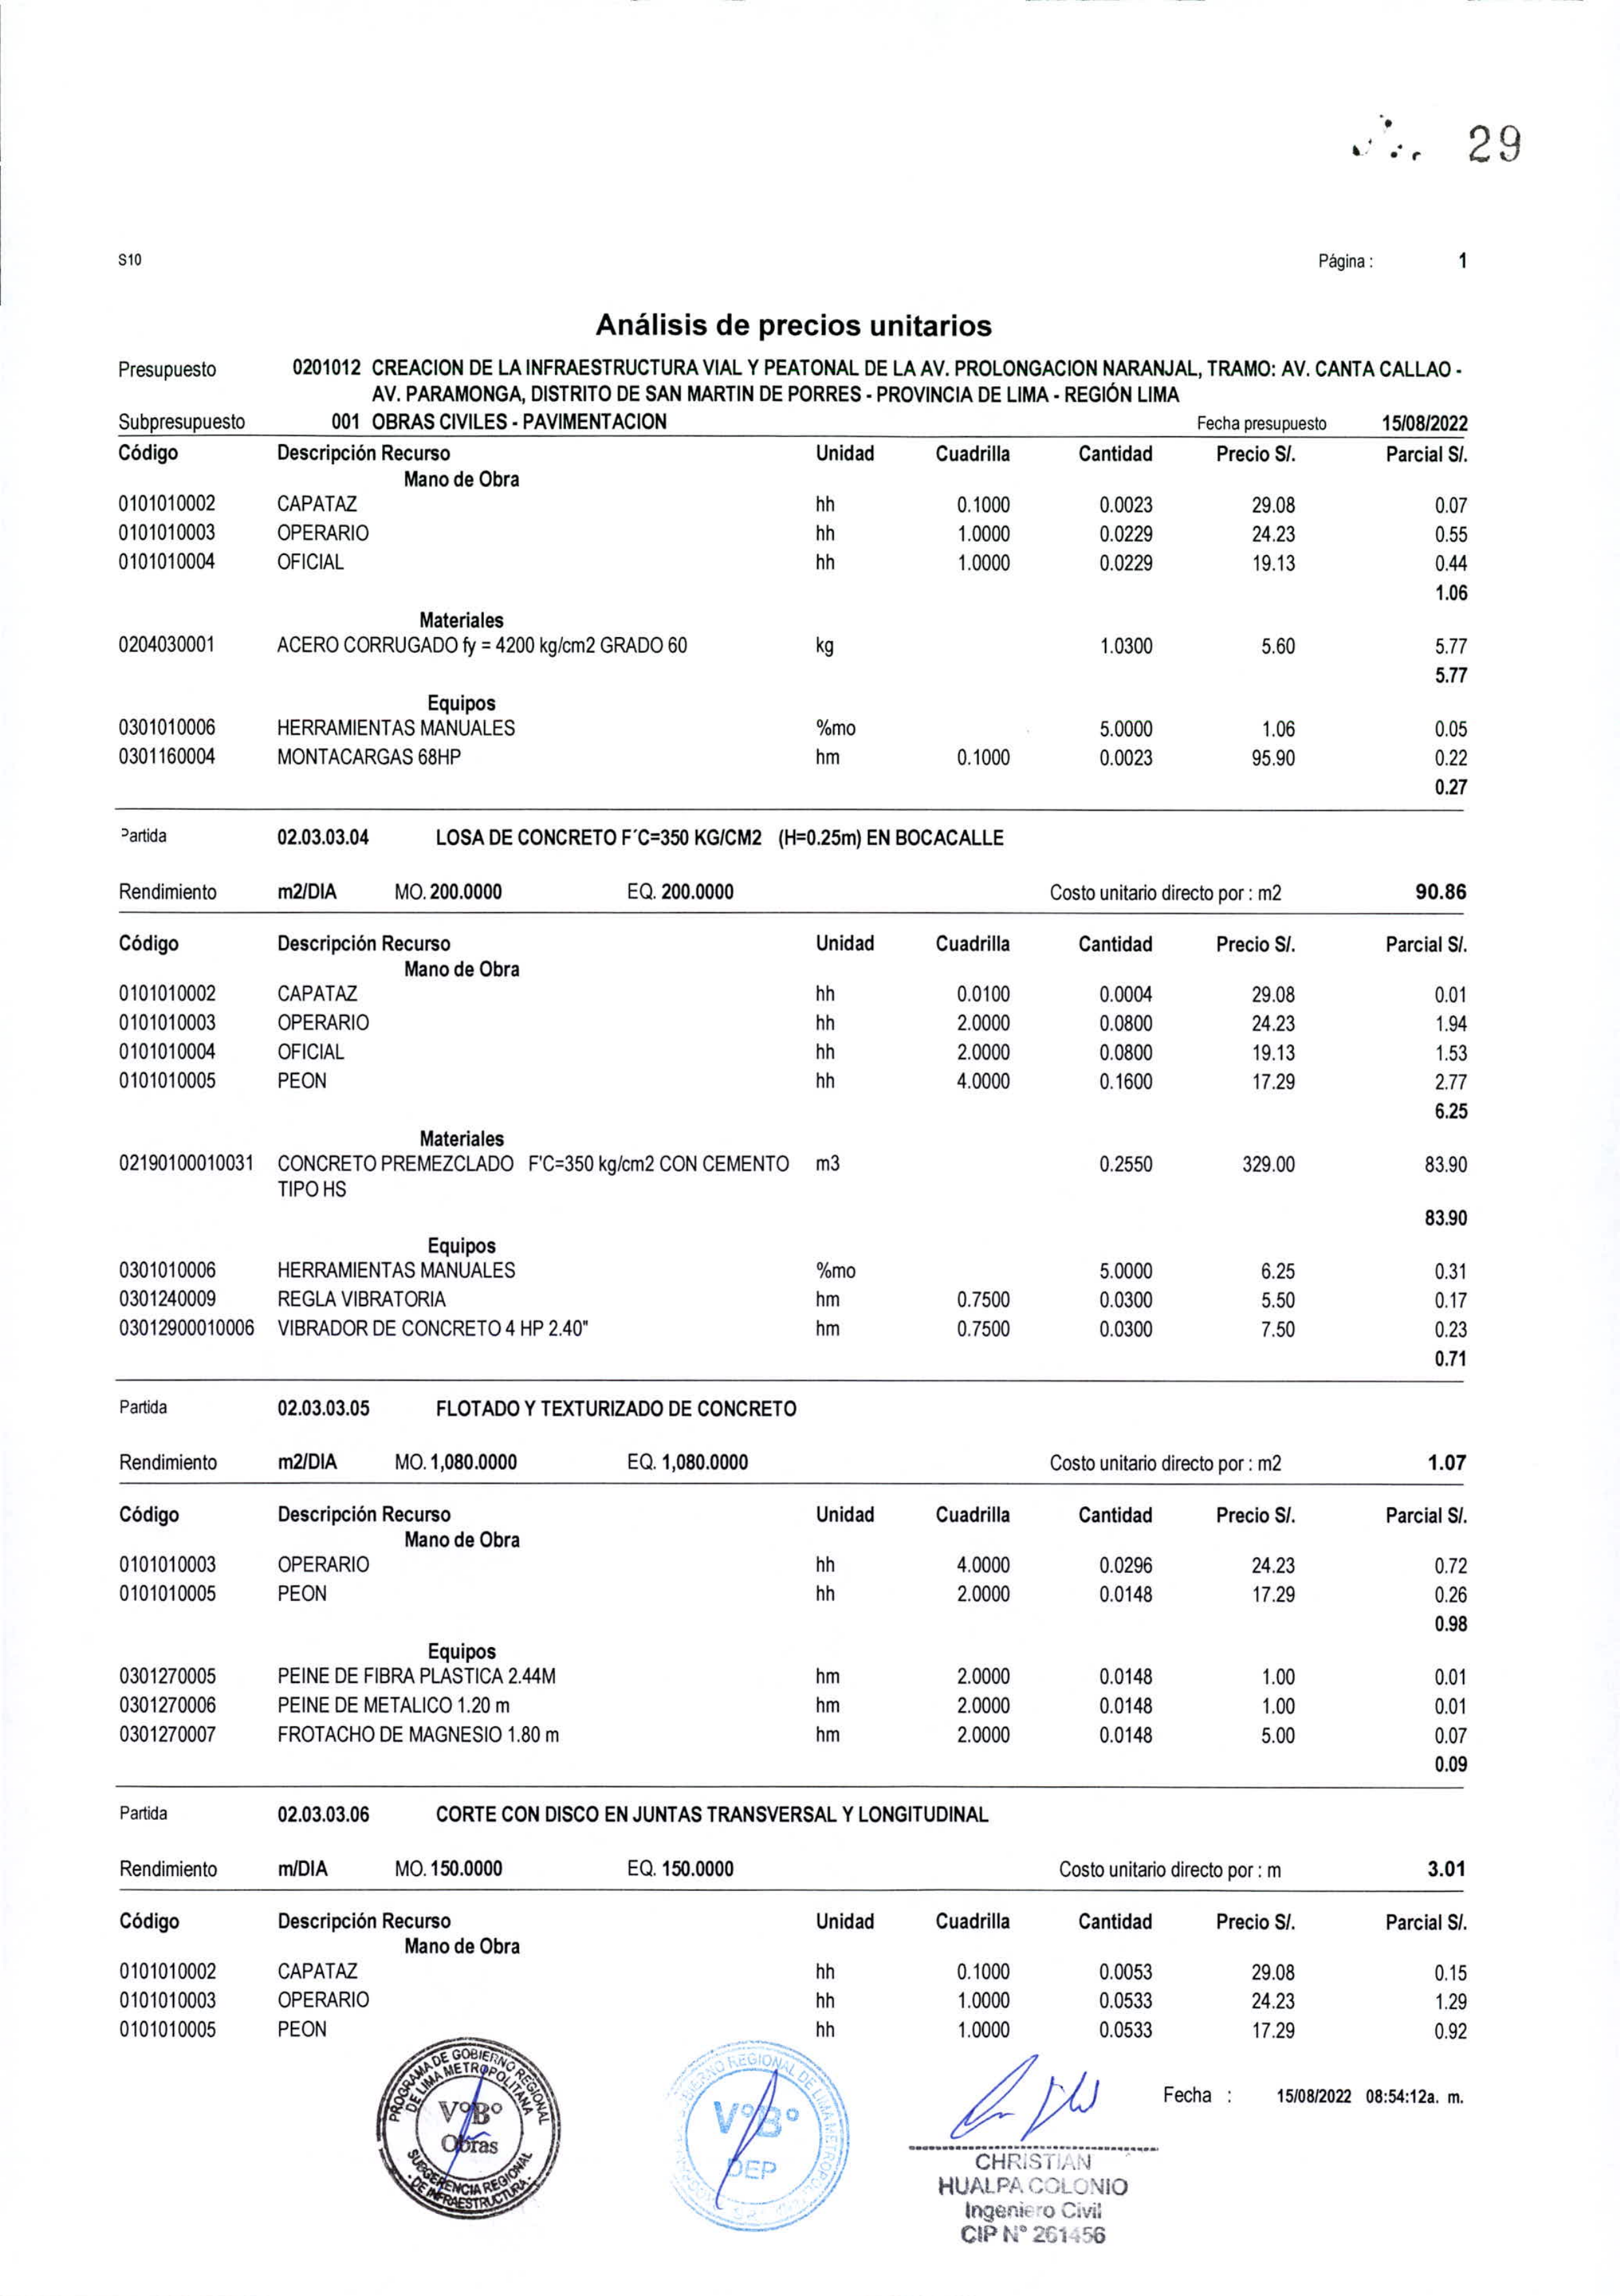 29
S10 Página : 1
Análisis de precios unitarios
Presupuesto 0201012 CREACION DE LA INFRAESTRUCTURA VIAL Y PEATONAL DE LA AV. PROLONGACION NARANJAL, TRAMO: AV. CANTA CALLAO -
AV. PARAMONGA, DISTRITO DE SAN MARTIN DE PORRES - PROVINCIA DE LIMA - REGIÓN LIMA
Subpresupuesto 001 OBRAS CIVILES - PAVIMENTACION Fecha presupuesto 15/08/2022
Código Descripción Recurso Unidad Cuadrilla Cantidad Precio S/. Parcial S/.
Mano de Obra
0101010002 CAPATAZ hh 0.1000 0.0023 29.08 0.07
0101010003 OPERARIO hh 1.0000 0.0229 24.23 0.55
0101010004 OFICIAL hh 1.0000 0.0229 19.13 0.44
1.06
Materiales
0204030001 ACERO CORRUGADO fy = 4200 kg/cm2 GRADO 60 kg 1.0300 5.60 5.77
5.77
Equipos
0301010006 HERRAMIENTAS MANUALES %mo 5.0000 1.06 0.05
0301160004 MONTACARGAS 68HP hm 0.1000 0.0023 95.90 0.22
0.27
Partida 02.03.03.04 LOSA DE CONCRETO F´C=350 KG/CM2 (H=0.25m) EN BOCACALLE
Rendimiento m2/DIA MO. 200.0000 EQ. 200.0000 Costo unitario directo por : m2 90.86
Código Descripción Recurso Unidad Cuadrilla Cantidad Precio S/. Parcial S/.
Mano de Obra
0101010002 CAPATAZ hh 0.0100 0.0004 29.08 0.01
0101010003 OPERARIO hh 2.0000 0.0800 24.23 1.94
0101010004 OFICIAL hh 2.0000 0.0800 19.13 1.53
0101010005 PEON hh 4.0000 0.1600 17.29 2.77
6.25
Materiales
02190100010031 CONCRETO PREMEZCLADO F'C=350 kg/cm2 CON CEMENTO m3 0.2550 329.00 83.90
TIPO HS
83.90
Equipos
0301010006 HERRAMIENTAS MANUALES %mo 5.0000 6.25 0.31
0301240009 REGLA VIBRATORIA hm 0.7500 0.0300 5.50 0.17
03012900010006 VIBRADOR DE CONCRETO 4 HP 2.40" hm 0.7500 0.0300 7.50 0.23
0.71
Partida 02.03.03.05 FLOTADO Y TEXTURIZADO DE CONCRETO
Rendimiento m2/DIA MO. 1,080.0000 EQ. 1,080.0000 Costo unitario directo por : m2 1.07
Código Descripción Recurso Unidad Cuadrilla Cantidad Precio S/. Parcial S/.
Mano de Obra
0101010003 OPERARIO hh 4.0000 0.0296 24.23 0.72
0101010005 PEON hh 2.0000 0.0148 17.29 0.26
0.98
Equipos
0301270005 PEINE DE FIBRA PLASTICA 2.44M hm 2.0000 0.0148 1.00 0.01
0301270006 PEINE DE METALICO 1.20 m hm 2.0000 0.0148 1.00 0.01
0301270007 FROTACHO DE MAGNESIO 1.80 m hm 2.0000 0.0148 5.00 0.07
0.09
Partida 02.03.03.06 CORTE CON DISCO EN JUNTAS TRANSVERSAL Y LONGITUDINAL
Rendimiento m/DIA MO. 150.0000 EQ. 150.0000 Costo unitario directo por : m 3.01
Código Descripción Recurso Unidad Cuadrilla Cantidad Precio S/. Parcial S/.
Mano de Obra
0101010002 CAPATAZ hh 0.1000 0.0053 29.08 0.15
0101010003 OPERARIO hh 1.0000 0.0533 24.23 1.29
0101010005 PEON hh 1.0000 0.0533 17.29 0.92
PROGRAMA DE GOBIERNO REGIONAL
DE LIMA METROPOLITANA
V°B°
Obras
SUBGERENCIA REGIONAL
DE INFRAESTRUCTURA
REGIONAL DE LIMA
V°B°
DEP
Fecha : 15/08/2022 08:54:12a. m.
CHRISTIAN
HUALPA COLONIO
Ingeniero Civil
CIP N° 261456